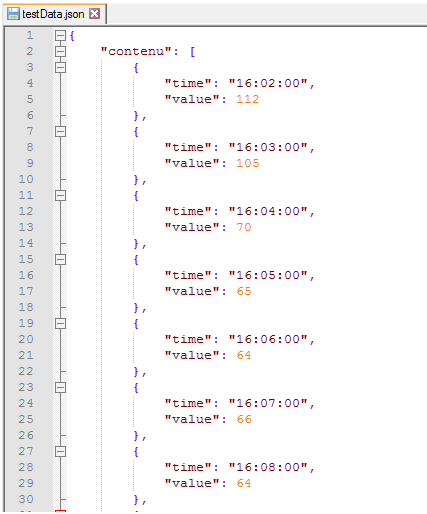 testData.json
1 {
2 "contenu": [
3 {
4 "time": "16:02:00",
5 "value": 112
6 },
7 {
8 "time": "16:03:00",
9 "value": 105
10 },
11 {
12 "time": "16:04:00",
13 "value": 70
14 },
15 {
16 "time": "16:05:00",
17 "value": 65
18 },
19 {
20 "time": "16:06:00",
21 "value": 64
22 },
23 {
24 "time": "16:07:00",
25 "value": 66
26 },
27 {
28 "time": "16:08:00",
29 "value": 64
30 },